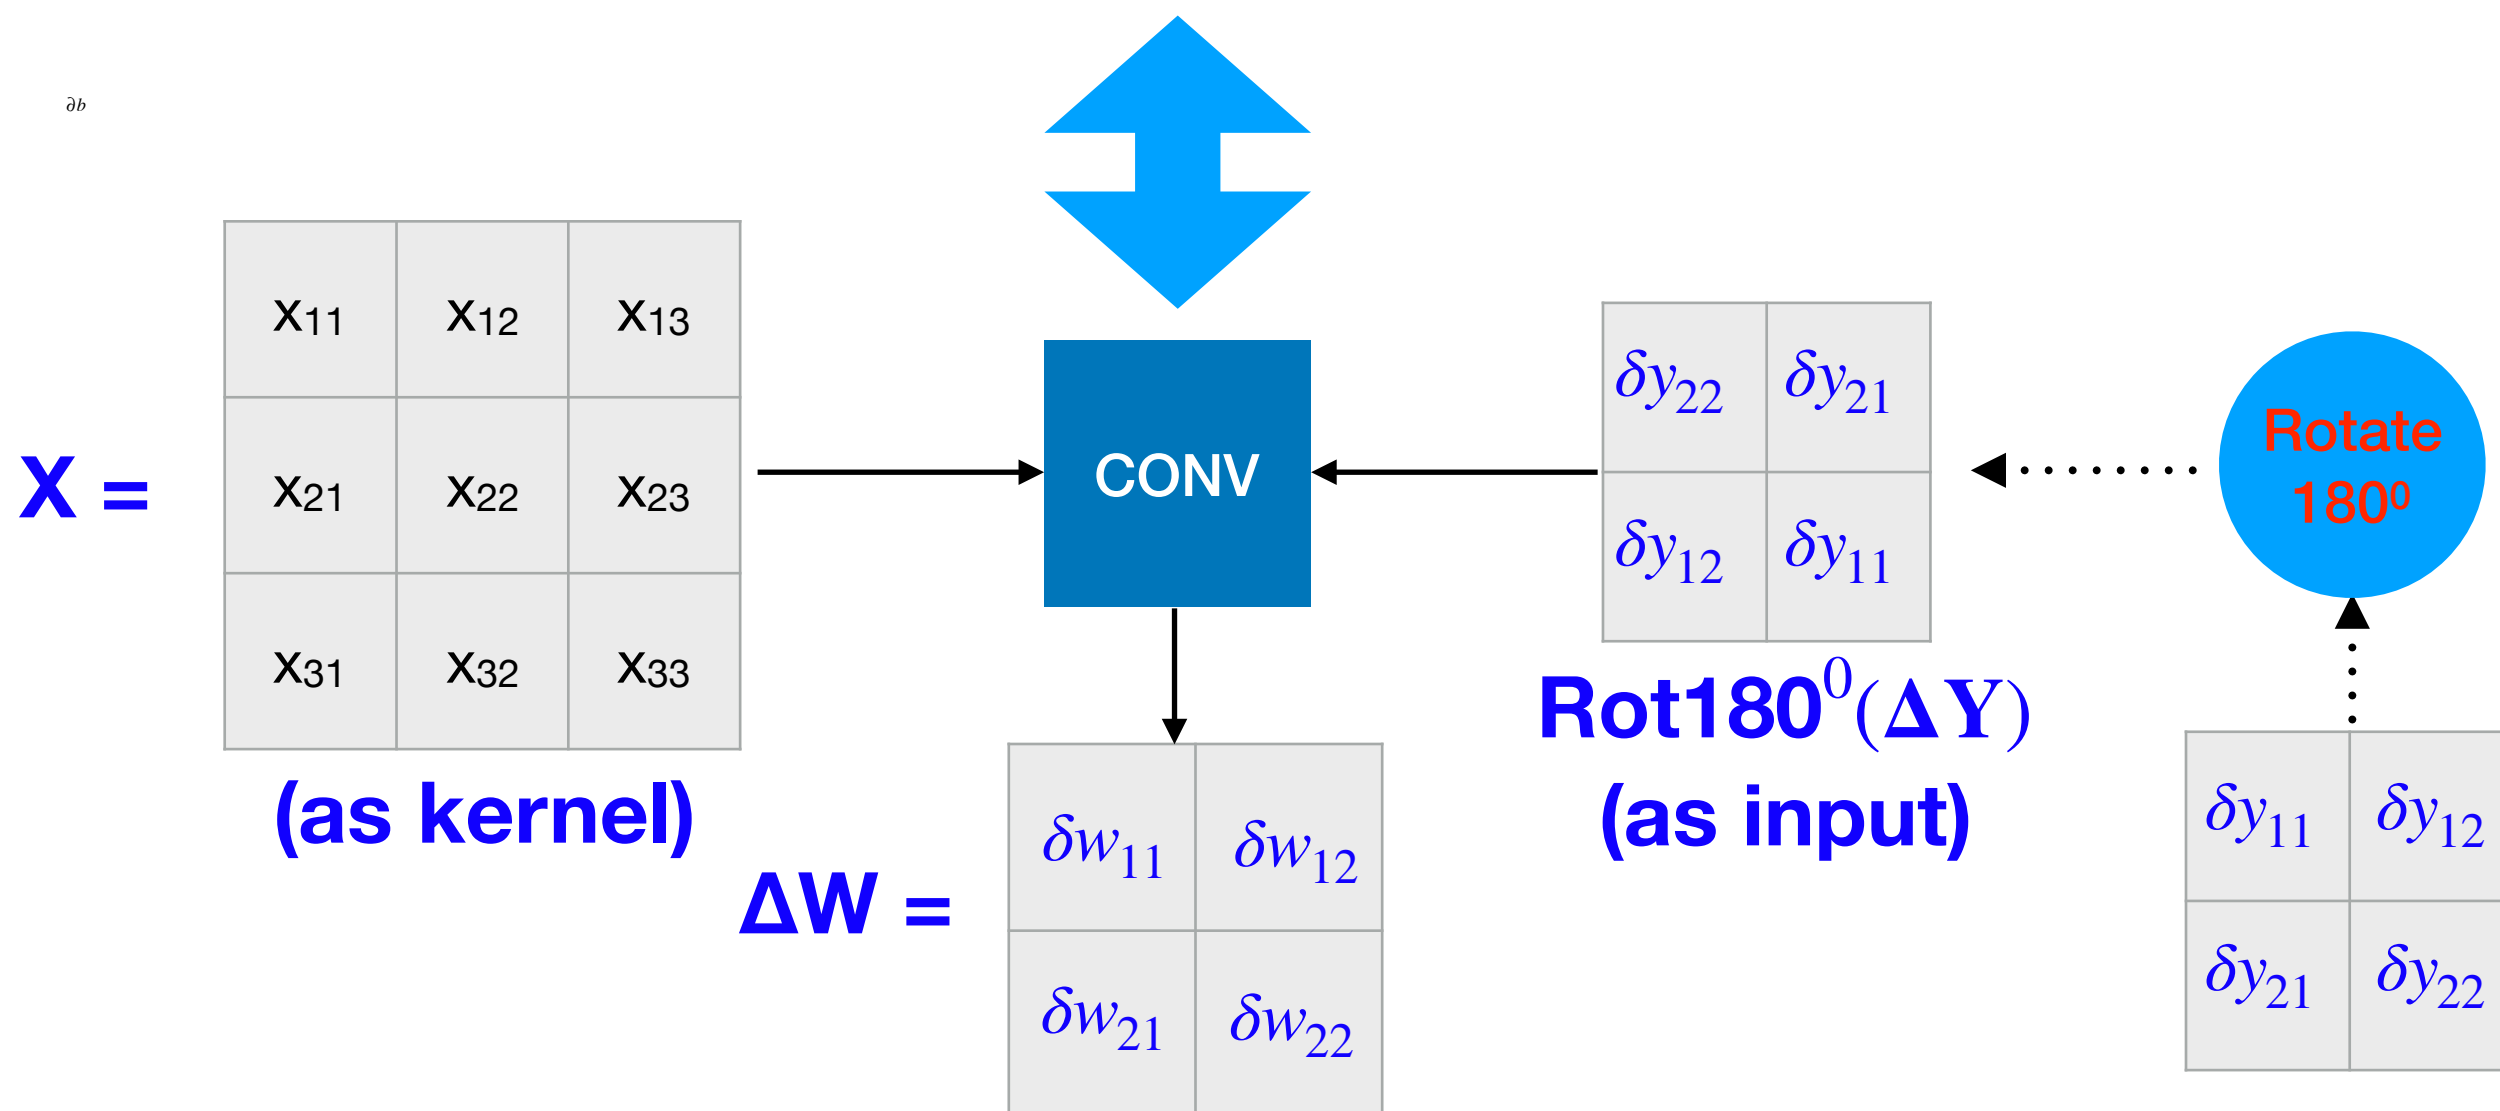 ∂b
x11 x12 x13
x21 x22 x23
x31 x32 x33
X =
(as kernel)
CONV
δy22 δy21
δy12 δy11
Rot180⁰(ΔY)
(as input)
Rotate
180⁰
δy11 δy12
δy21 δy22
ΔW =
δw11 δw12
δw21 δw22